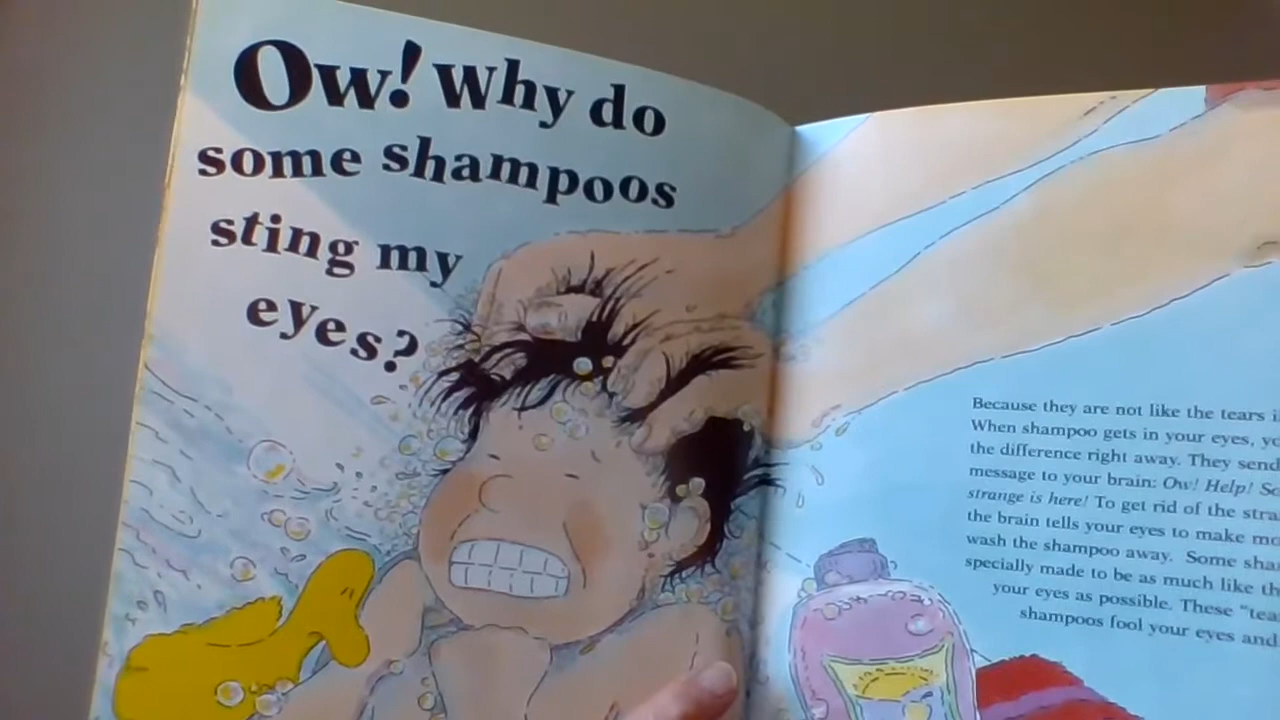 Ow! Why do
some shampoos
sting my
eyes?
Because they are not like the tears
When shampoo gets in your eyes,
the difference right away. They send
message to your brain: Ow! Help!
strange is here! To get rid of the
the brain tells your eyes to make
wash the shampoo away. Some
specially made to be as much like
your eyes as possible. These
shampoos fool your eyes and